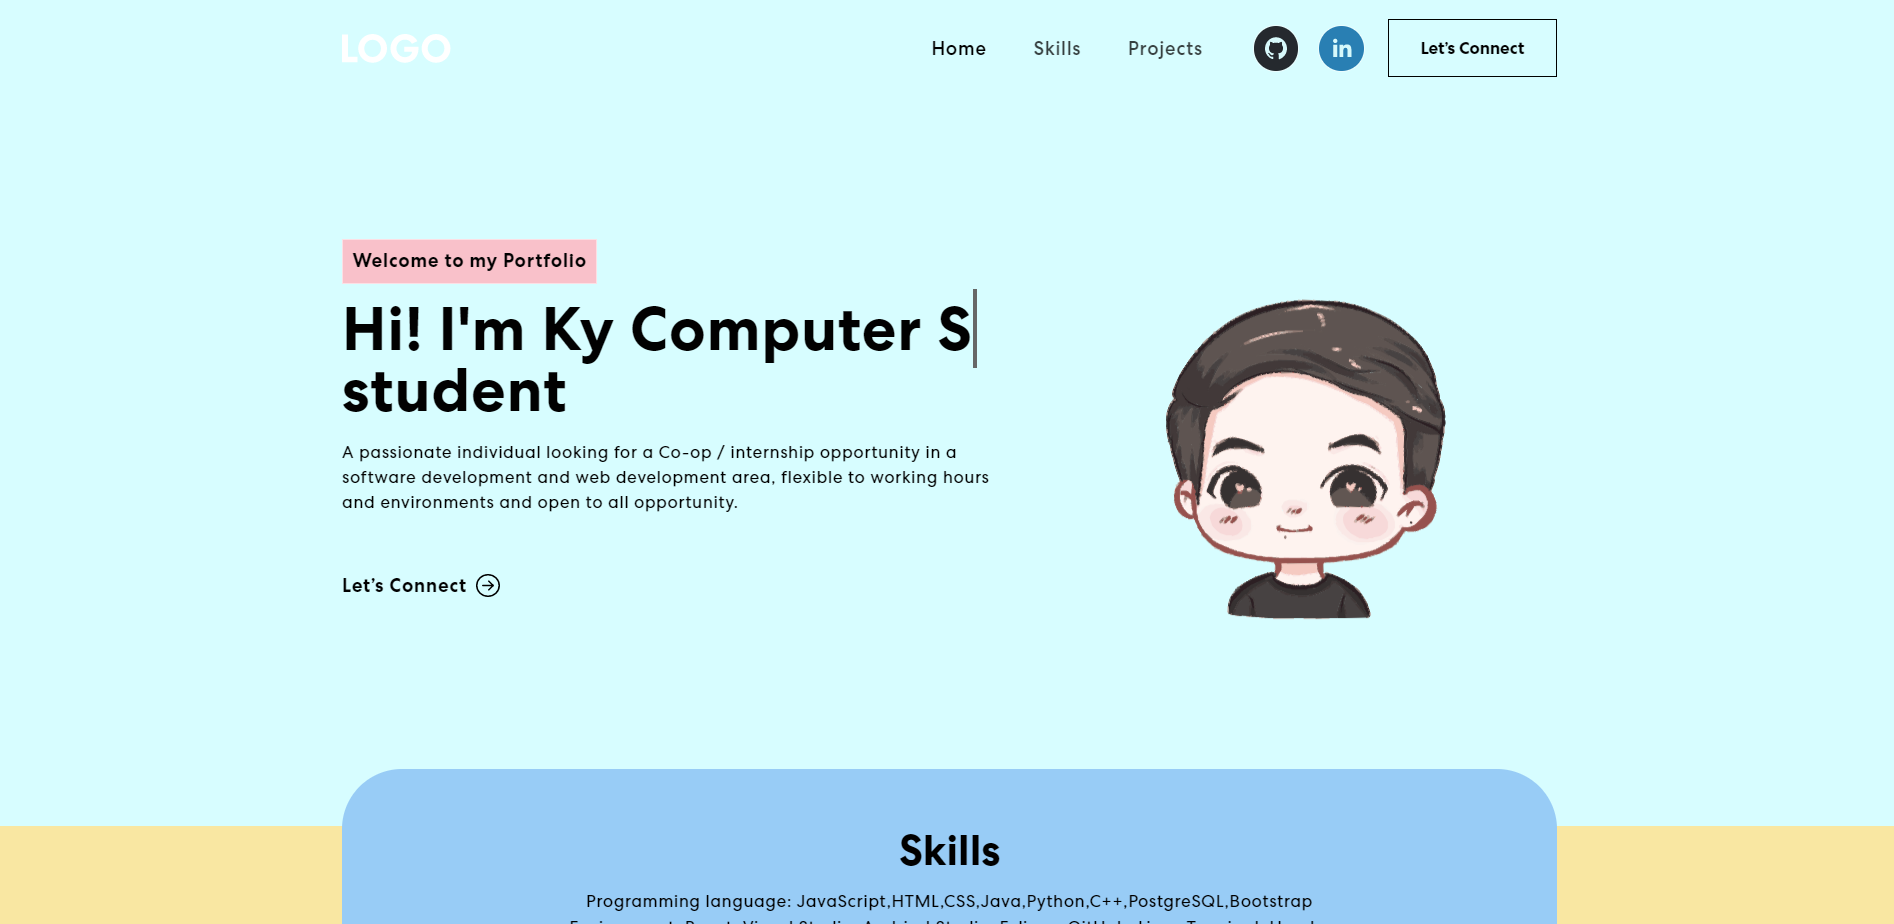 LOGO
Home Skills Projects in Let's Connect
Welcome to my Portfolio
Hi! I'm Ky Computer S
student
A passionate individual looking for a Co-op / internship opportunity in a
software development and web development area, flexible to working hours
and environments and open to all opportunity.
Let's Connect
Skills
Programming language: JavaScript,HTML,CSS,Java,Python,C++,PostgreSQL,Bootstrap